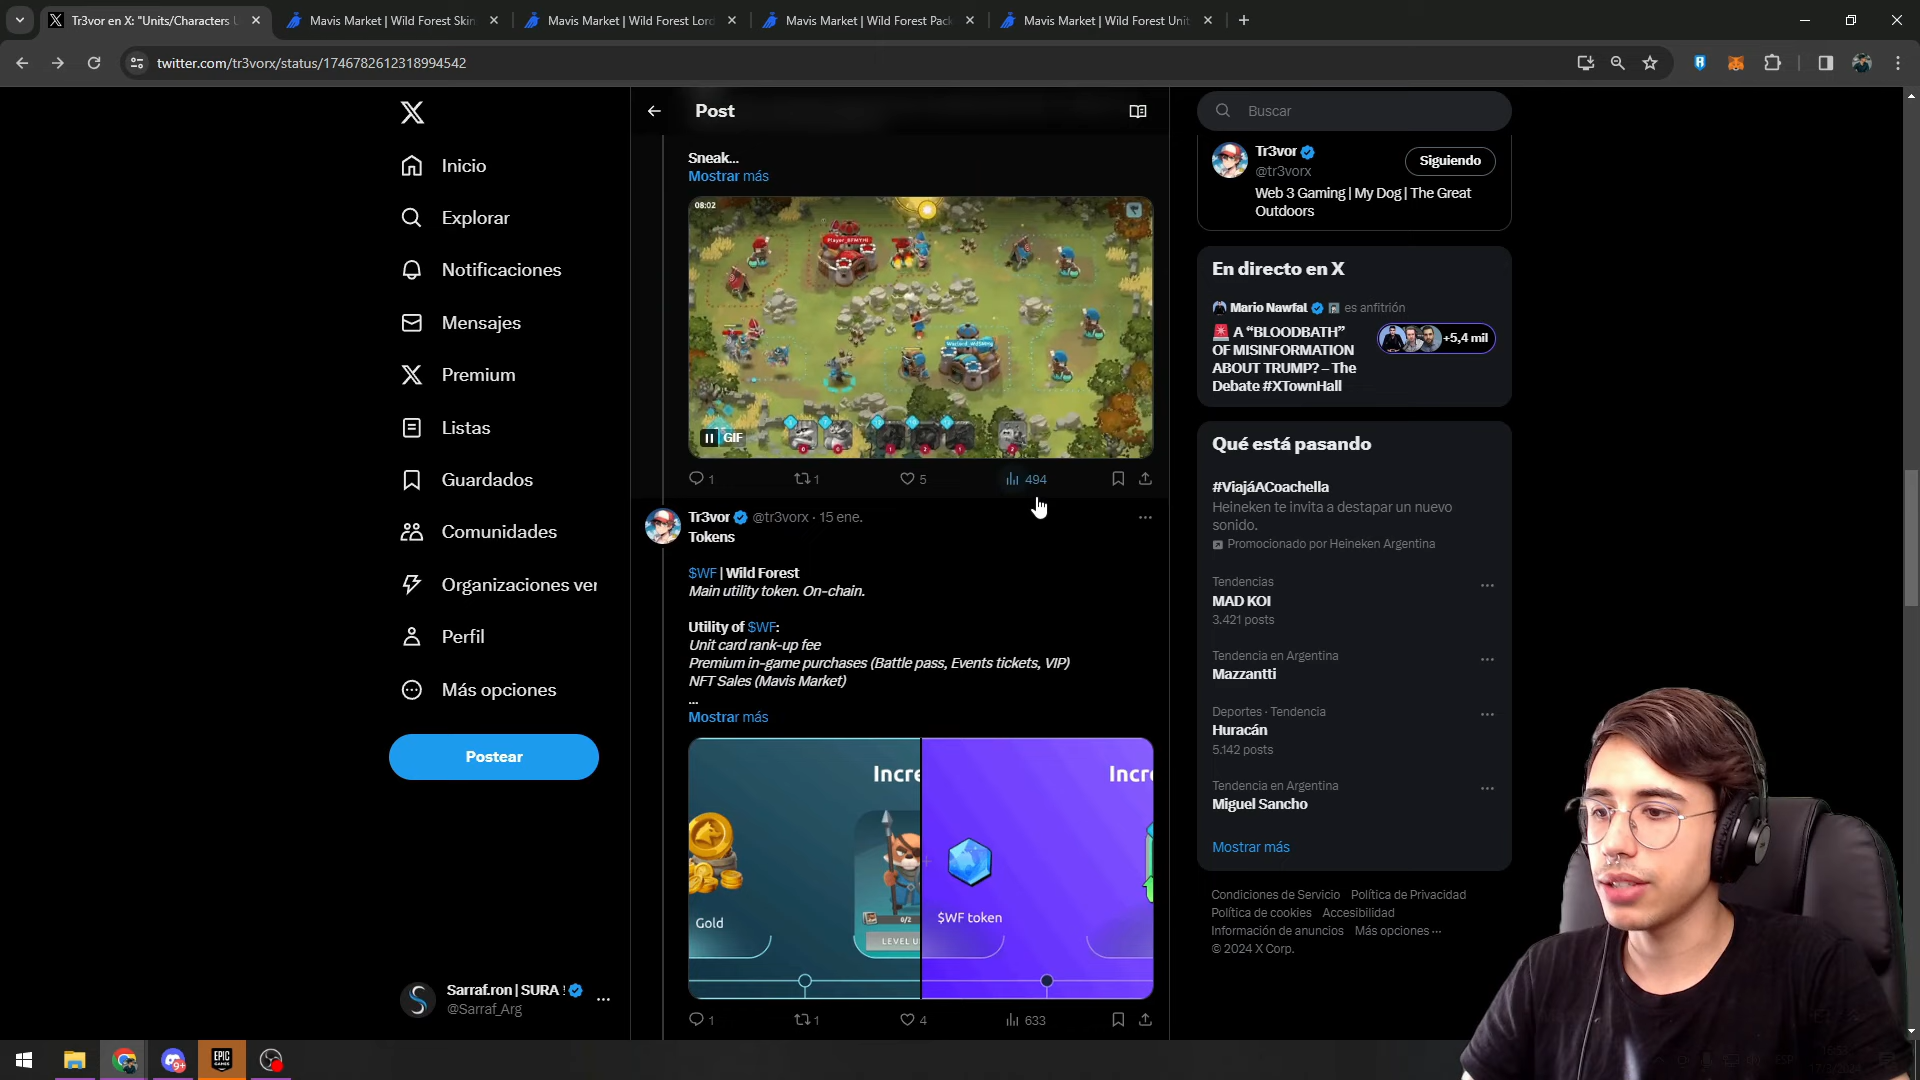 Tr3vor en X: "Units/Characters
Mavis Market | Wild Forest Skin
Mavis Market | Wild Forest Lord
Mavis Market | Wild Forest Pack
Mavis Market | Wild Forest Unit
twitter.com/tr3vorx/status/1746782612318994542
Post
Buscar
Inicio
Explorar
Notificaciones
Mensajes
Premium
Listas
Guardados
Comunidades
Organizaciones ver
Perfil
Más opciones
Postear
Sarraf.ron | SURA !
@Sarraf_Arg
Sneak...
Mostrar más
08:02
GIF
1
1
5
494
Tr3vor @tr3vorx · 15 ene.
Tokens
$WF | Wild Forest
Main utility token. On-chain.
Utility of $WF:
Unit card rank-up fee
Premium in-game purchases (Battle pass, Events tickets, VIP)
NFT Sales (Mavis Market)
...
Mostrar más
Incre
Incre
Gold
0/2
LEVEL U
$WF token
1
1
4
633
Tr3vor
@tr3vorx
Siguiendo
Web 3 Gaming | My Dog | The Great
Outdoors
En directo en X
Mario Nawfal es anfitrión
A “BLOODBATH”
OF MISINFORMATION
ABOUT TRUMP? – The
Debate #XTownHall
+5,4 mil
Qué está pasando
#ViajáACoachella
Heineken te invita a destapar un nuevo
sonido.
Promocionado por Heineken Argentina
Tendencias
MAD KOI
3.421 posts
Tendencia en Argentina
Mazzantti
Deportes · Tendencia
Huracán
5.142 posts
Tendencia en Argentina
Miguel Sancho
Mostrar más
Condiciones de Servicio Política de Privacidad
Política de cookies Accesibilidad
Información de anuncios Más opciones ···
© 2024 X Corp.
9+
EPIC
GAMES